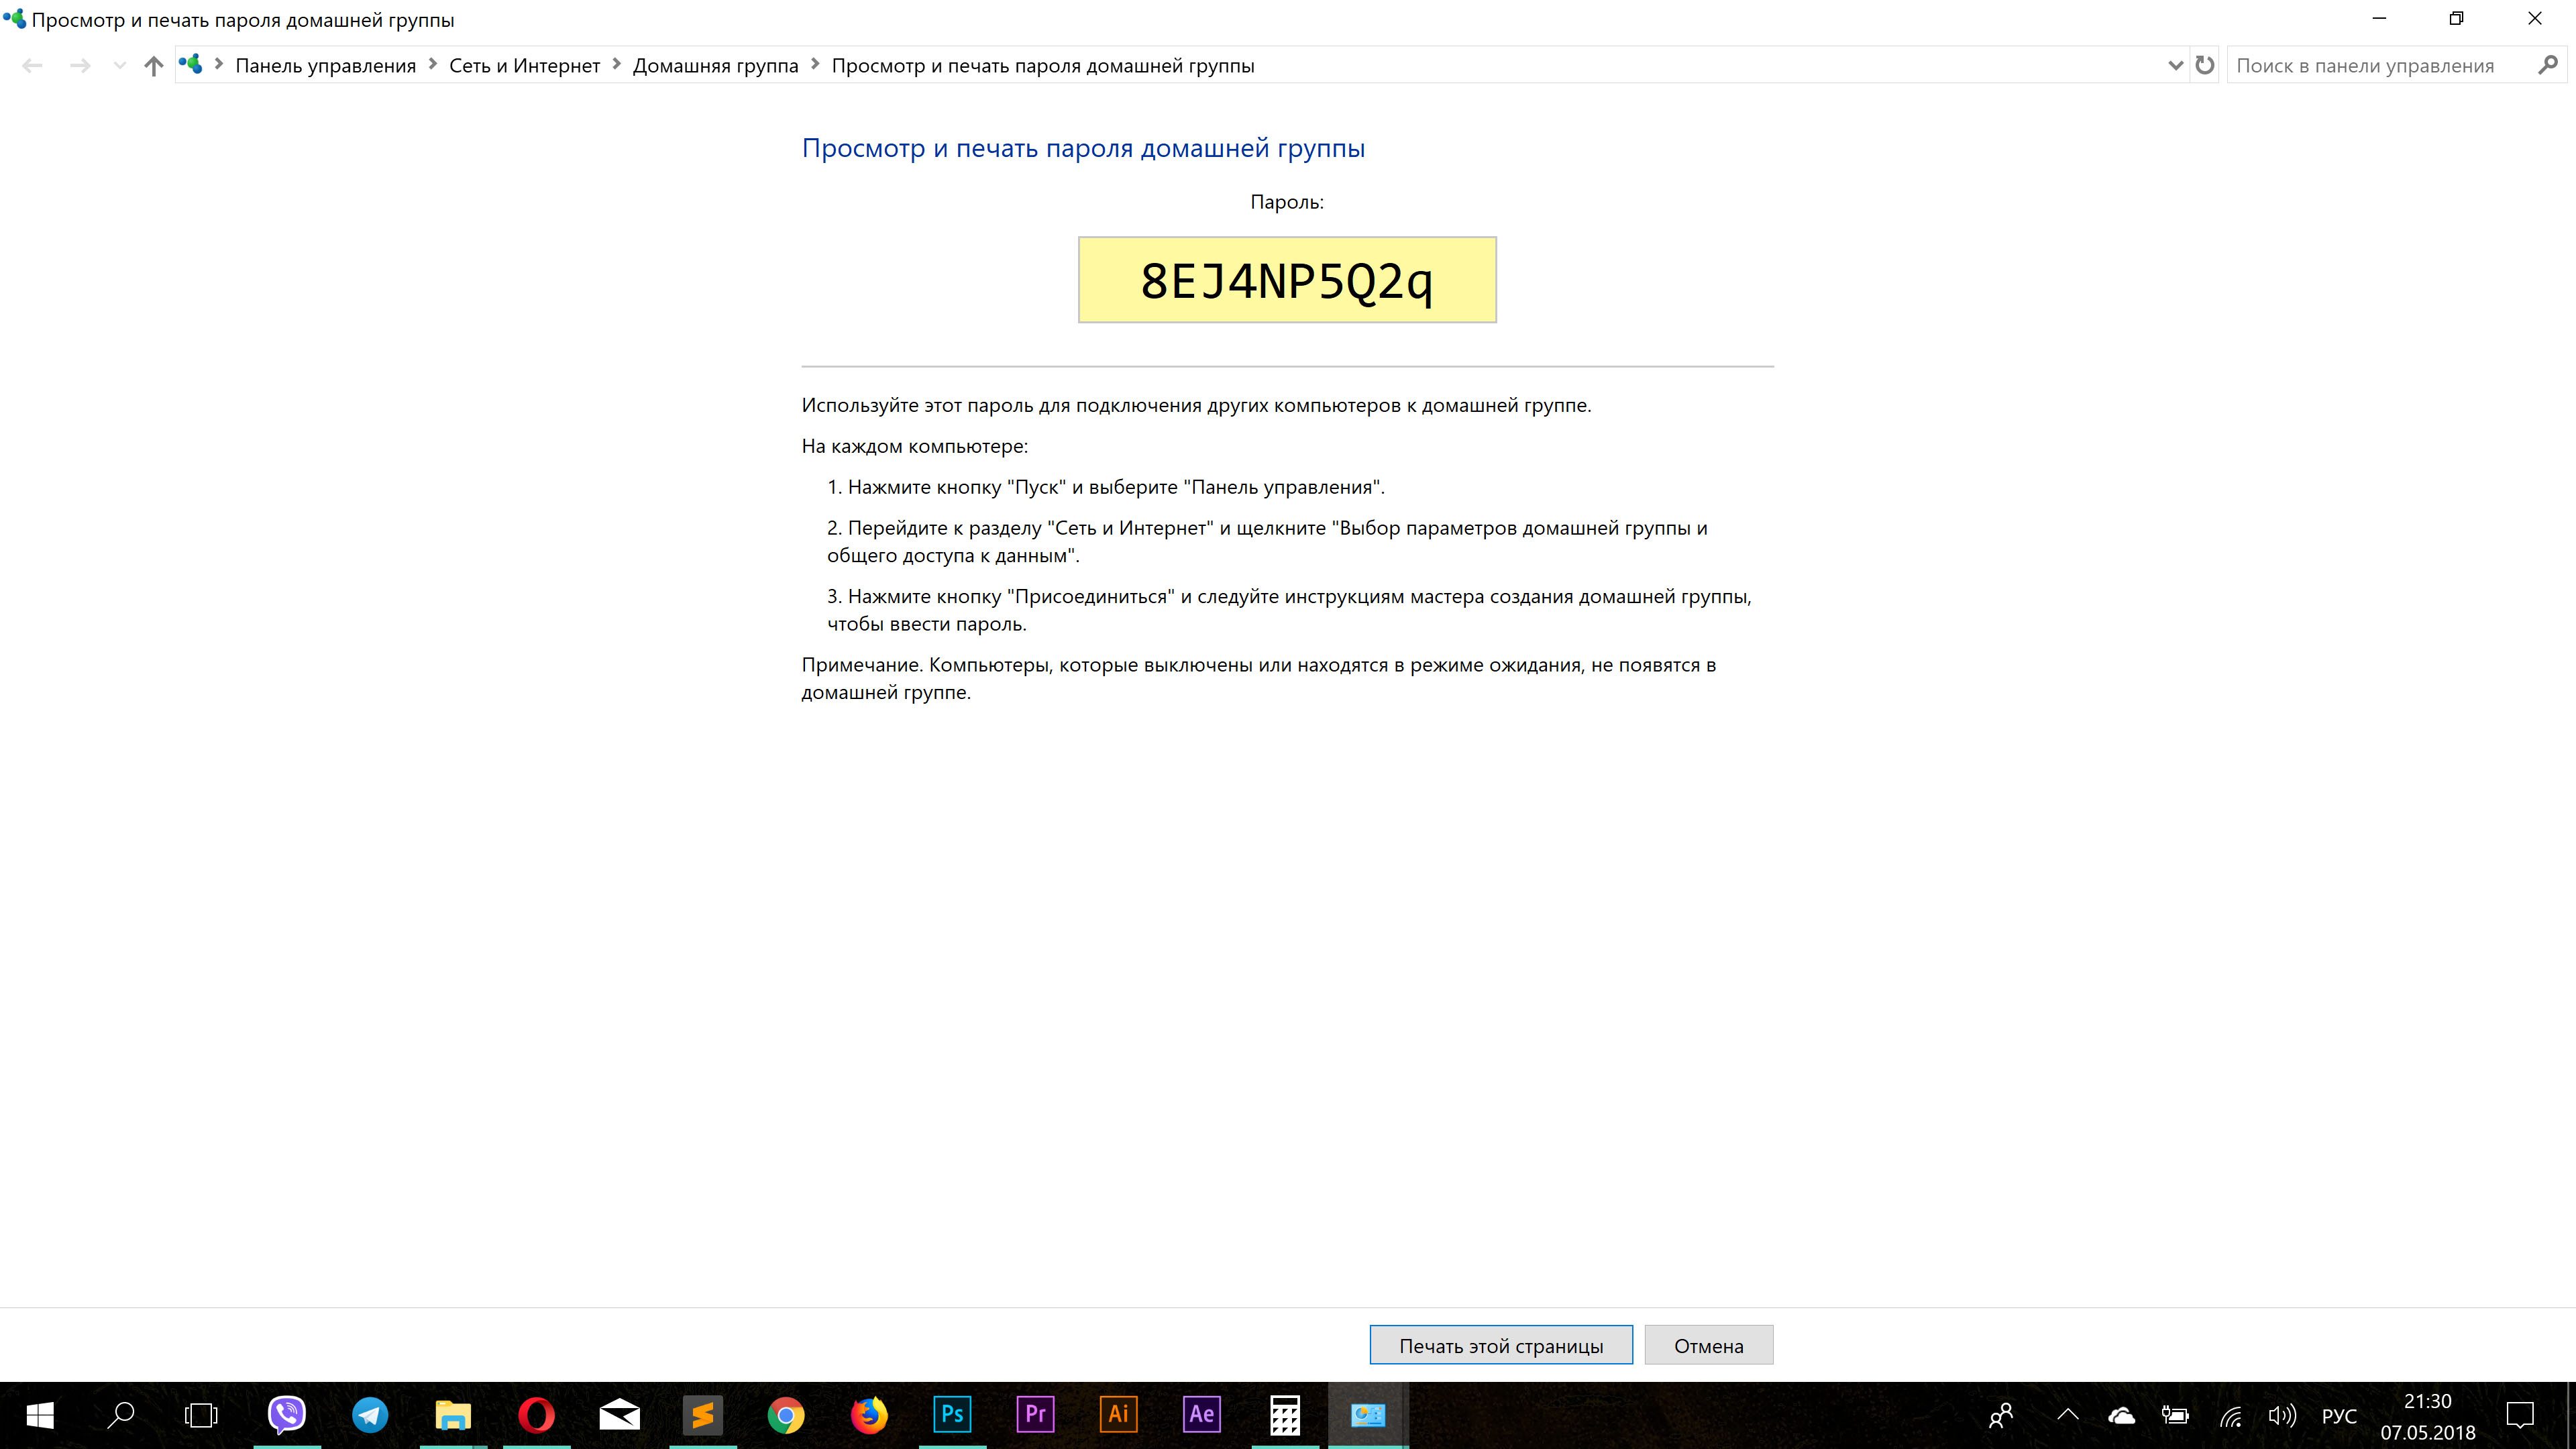 Просмотр и печать пароля домашней группы
Панель управления Сеть и Интернет Домашняя группа Просмотр и печать пароля домашней группы
Поиск в панели управления
Просмотр и печать пароля домашней группы
Пароль:
8EJ4NP5Q2q
Используйте этот пароль для подключения других компьютеров к домашней группе.
На каждом компьютере:
1. Нажмите кнопку "Пуск" и выберите "Панель управления".
2. Перейдите к разделу "Сеть и Интернет" и щелкните "Выбор параметров домашней группы и
общего доступа к данным".
3. Нажмите кнопку "Присоединиться" и следуйте инструкциям мастера создания домашней группы,
чтобы ввести пароль.
Примечание. Компьютеры, которые выключены или находятся в режиме ожидания, не появятся в
домашней группе.
Печать этой страницы
Отмена
Ps
Pr
Ai
Ae
РУС
21:30
07.05.2018